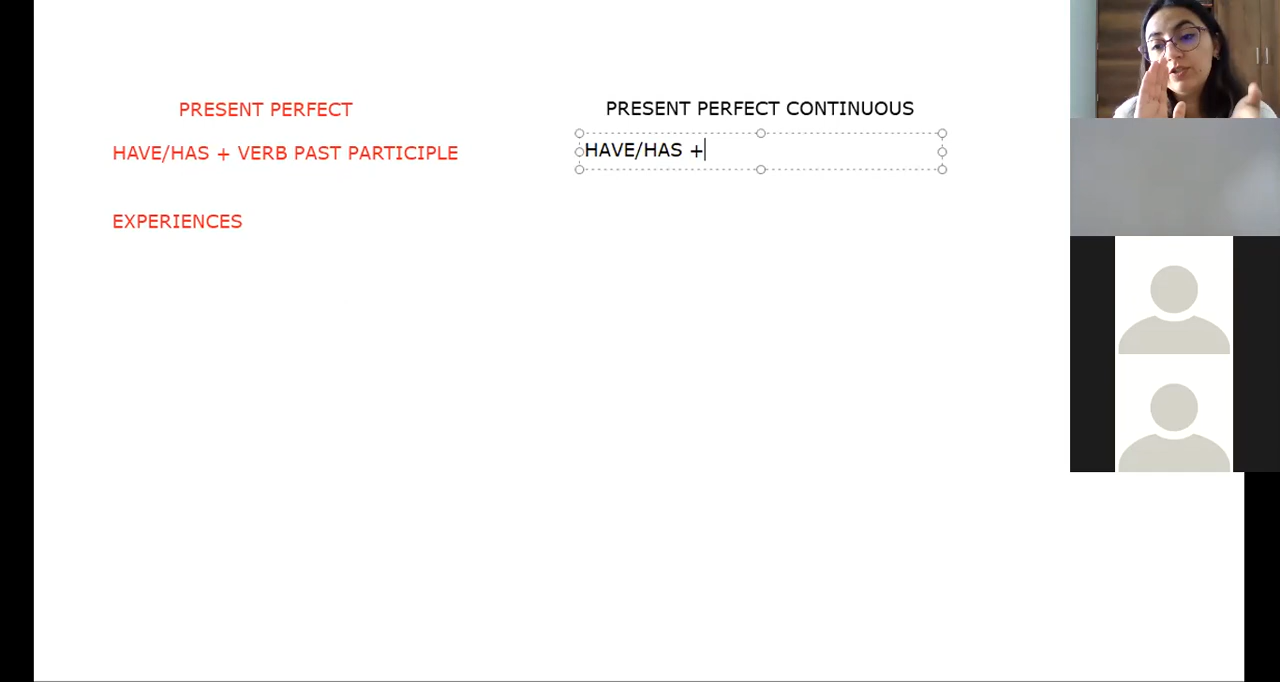 PRESENT PERFECT
HAVE/HAS + VERB PAST PARTICIPLE
EXPERIENCES
PRESENT PERFECT CONTINUOUS
HAVE/HAS +